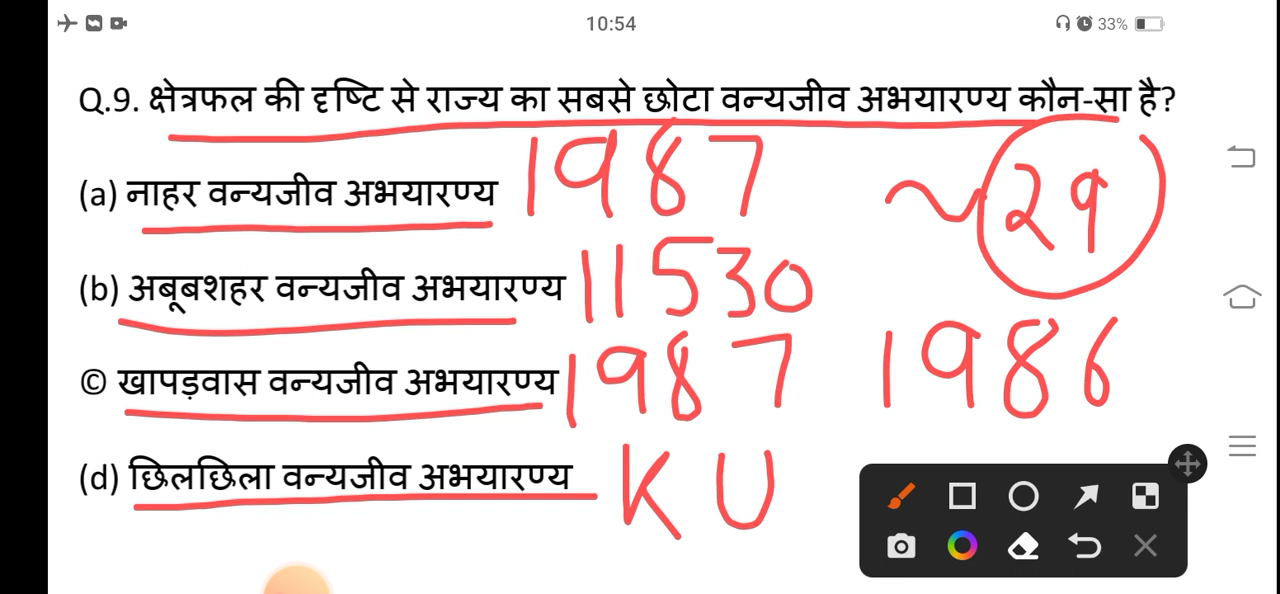 10:54 33%
Q.9. क्षेत्रफल की दृष्टि से राज्य का सबसे छोटा वन्यजीव अभयारण्य कौन-सा है?
(a) नाहर वन्यजीव अभयारण्य 1987 29
(b) अबूबशहर वन्यजीव अभयारण्य 11530
© खापड़वास वन्यजीव अभयारण्य 1987 1986
(d) छिलछिला वन्यजीव अभयारण्य KU